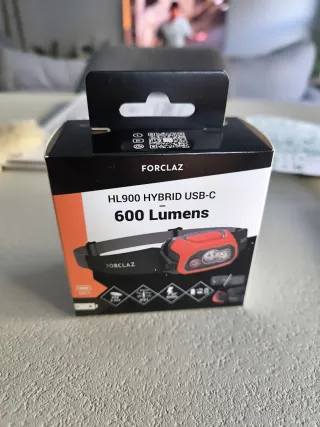 FORCLAZ
HL900 HYBRID USB-C
600 Lumens
FORCLAZ